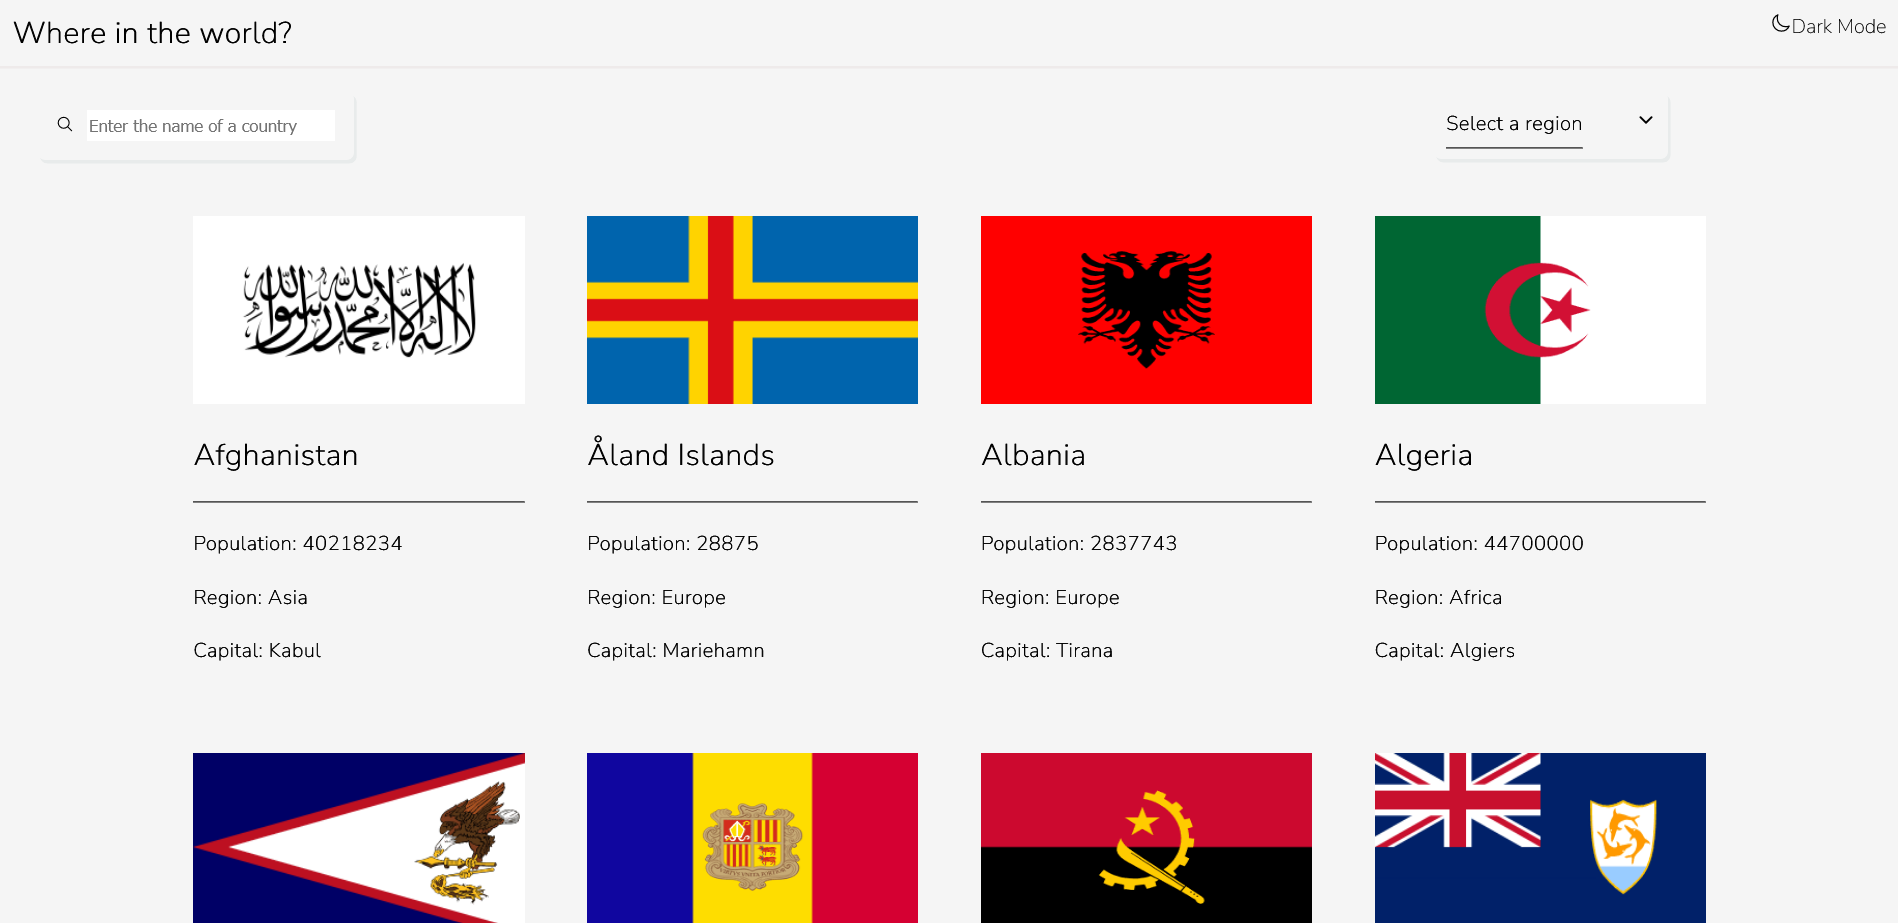 Where in the world?
Dark Mode
Enter the name of a country
Select a region
لا إله إلا الله محمد رسول الله
Afghanistan
Åland Islands
Albania
Algeria
Population: 40218234
Population: 28875
Population: 2837743
Population: 44700000
Region: Asia
Region: Europe
Region: Europe
Region: Africa
Capital: Kabul
Capital: Mariehamn
Capital: Tirana
Capital: Algiers